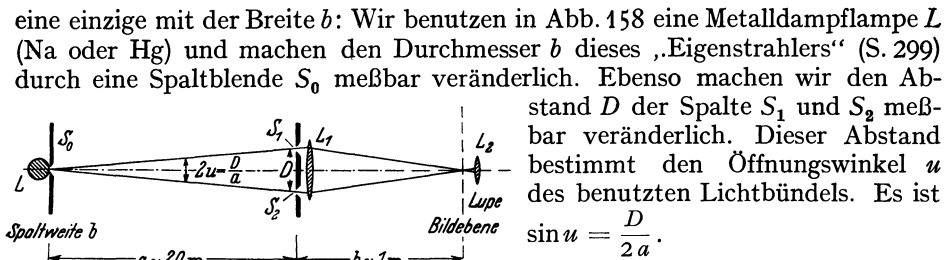 eine einzige mit der Breite b: Wir benutzen in Abb. 158 eine Metalldampflampe L
(Na oder Hg) und machen den Durchmesser b dieses „Eigenstrahlers“ (S. 299)
durch eine Spaltblende S₀ meßbar veränderlich. Ebenso machen wir den Ab-
stand D der Spalte S₁ und S₂ meß-
bar veränderlich. Dieser Abstand
bestimmt den Öffnungswinkel u
des benutzten Lichtbündels. Es ist
sin u = D/2a.
S₀
S₁
L₁
L₂
L
2u=D/a
D
S₂
Lupe
Spaltweite b
Bildebene
a≈20m
b≈1m